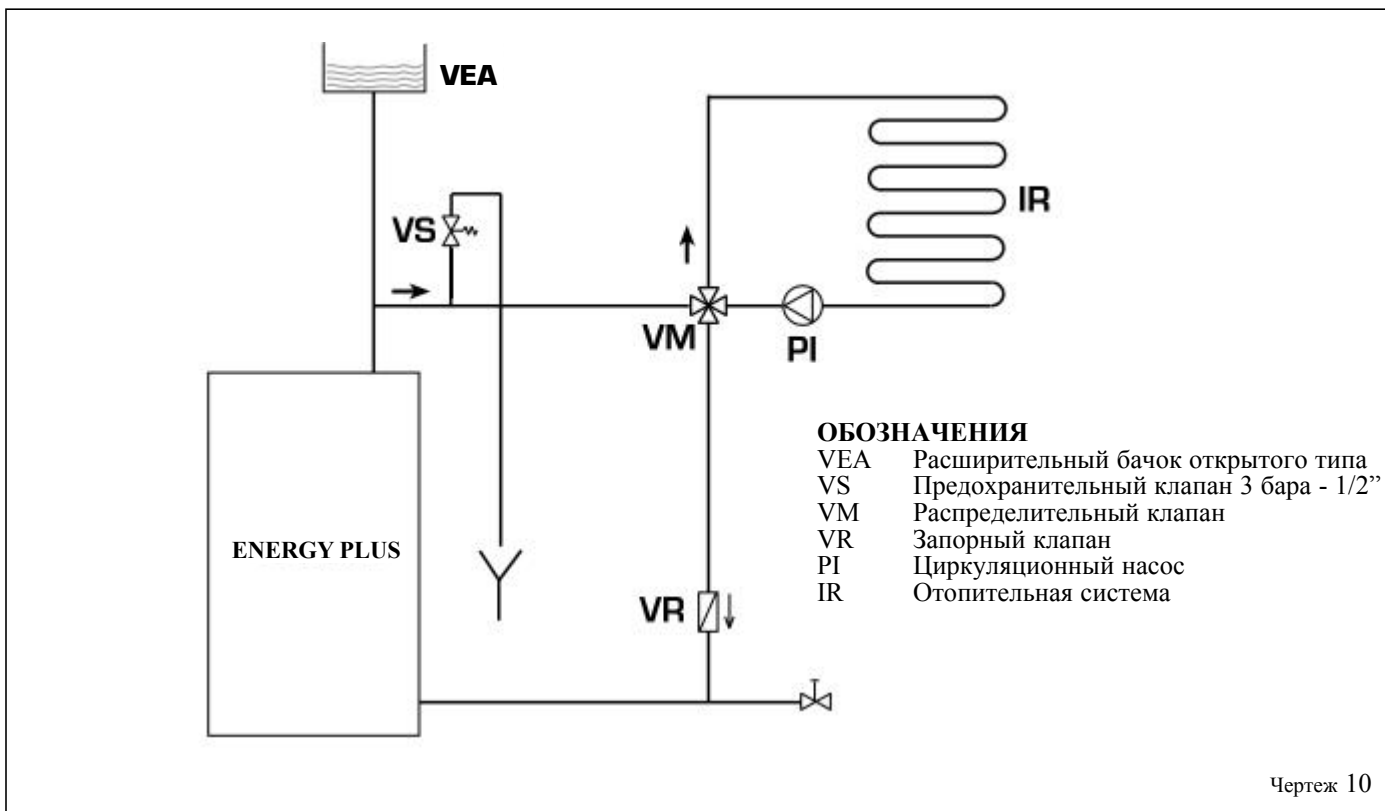 VEA
VS
IR
VM
PI
ENERGY PLUS
VR
ОБОЗНАЧЕНИЯ
VEA Расширительный бачок открытого типа
VS Предохранительный клапан 3 бара - 1/2”
VM Распределительный клапан
VR Запорный клапан
PI Циркуляционный насос
IR Отопительная система
Чертеж 10